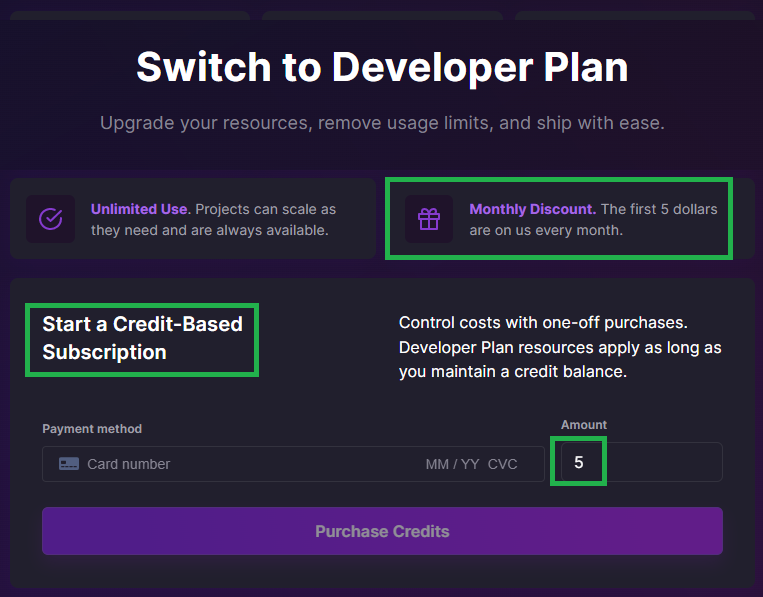 Switch to Developer Plan
Upgrade your resources, remove usage limits, and ship with ease.
Unlimited Use. Projects can scale as
they need and are always available.
Monthly Discount. The first 5 dollars
are on us every month.
Start a Credit-Based
Subscription
Control costs with one-off purchases.
Developer Plan resources apply as long as
you maintain a credit balance.
Payment method
Card number MM / YY CVC
Amount
5
Purchase Credits